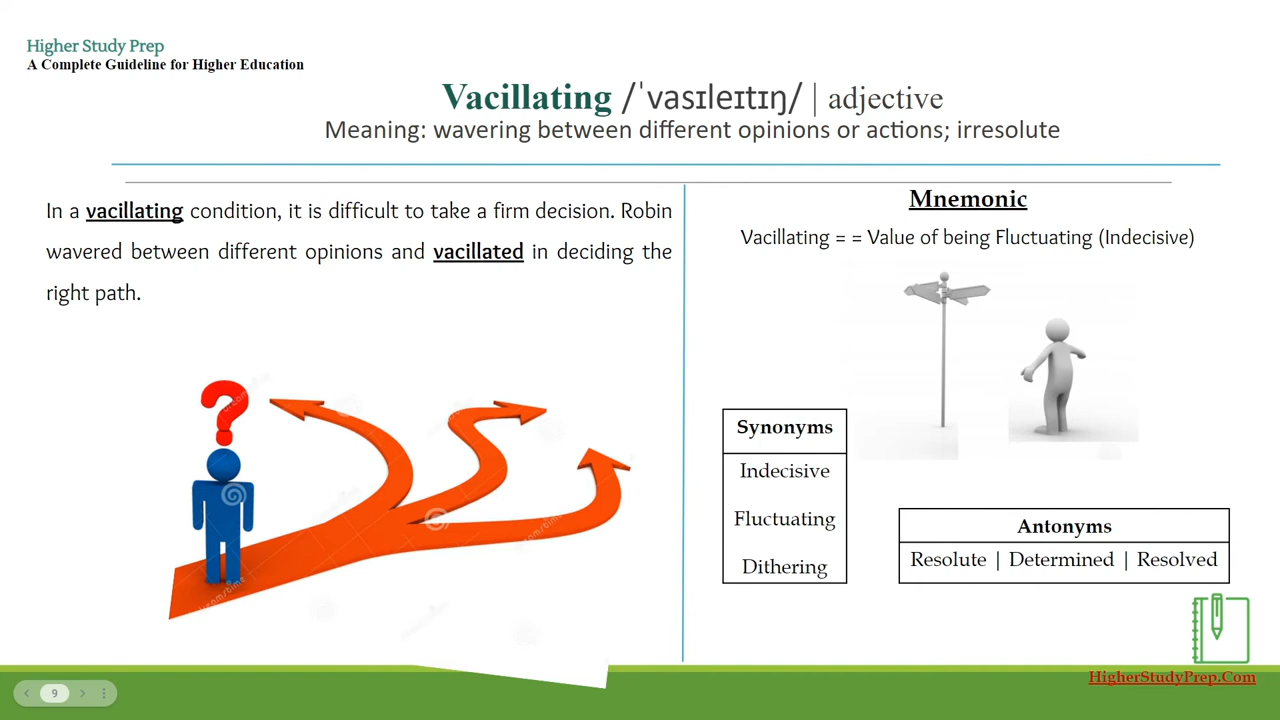 Higher Study Prep
A Complete Guideline for Higher Education
Vacillating /ˈvasɪleɪtɪŋ/ | adjective
Meaning: wavering between different opinions or actions; irresolute
In a vacillating condition, it is difficult to take a firm decision. Robin
wavered between different opinions and vacillated in deciding the
right path.
?
Mnemonic
Vacillating = = Value of being Fluctuating (Indecisive)
Synonyms
Indecisive
Fluctuating
Dithering
Antonyms
Resolute | Determined | Resolved
HigherStudyPrep.Com
9